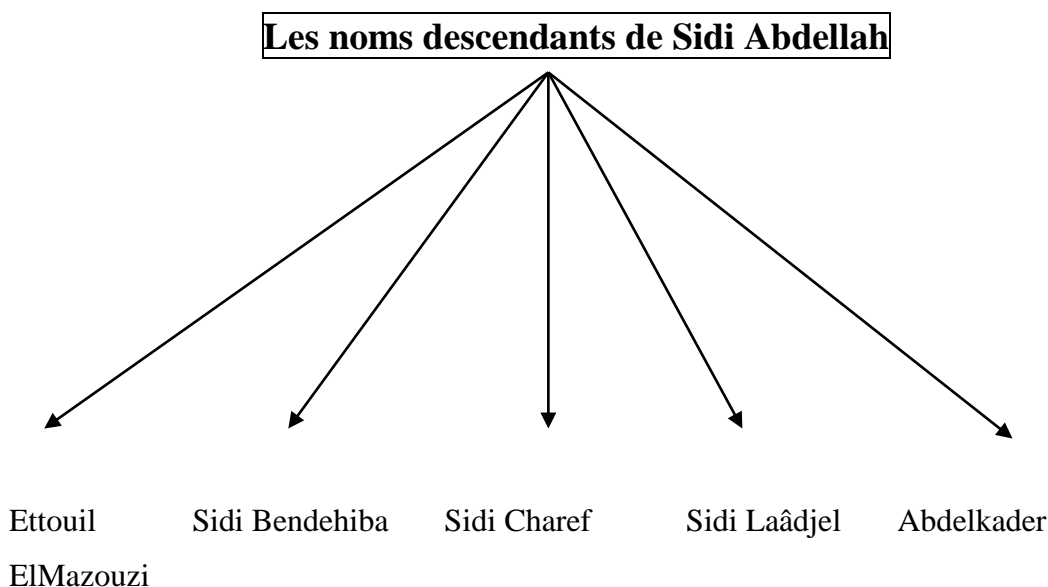 Les noms descendants de Sidi Abdellah
Ettouil Sidi Bendehiba Sidi Charef Sidi Laâdjel Abdelkader
ElMazouzi